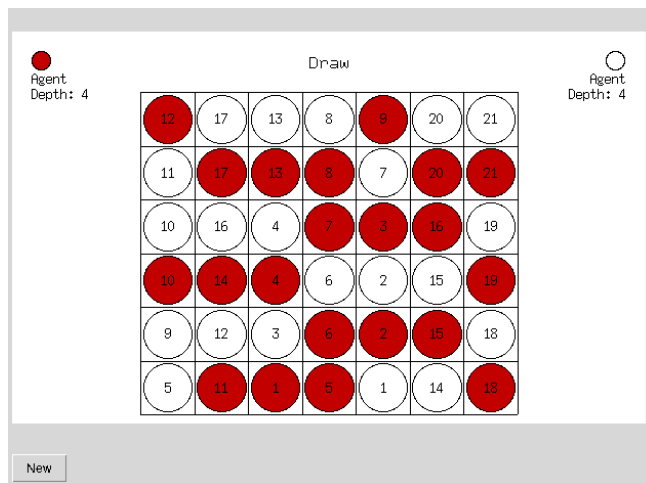 Draw
Agent
Depth: 4
Agent
Depth: 4
12 17 13 8 9 20 21
11 17 13 8 7 20 21
10 16 4 7 3 16 19
10 14 4 6 2 15 19
9 12 3 6 2 15 18
5 11 1 5 1 14 18
New